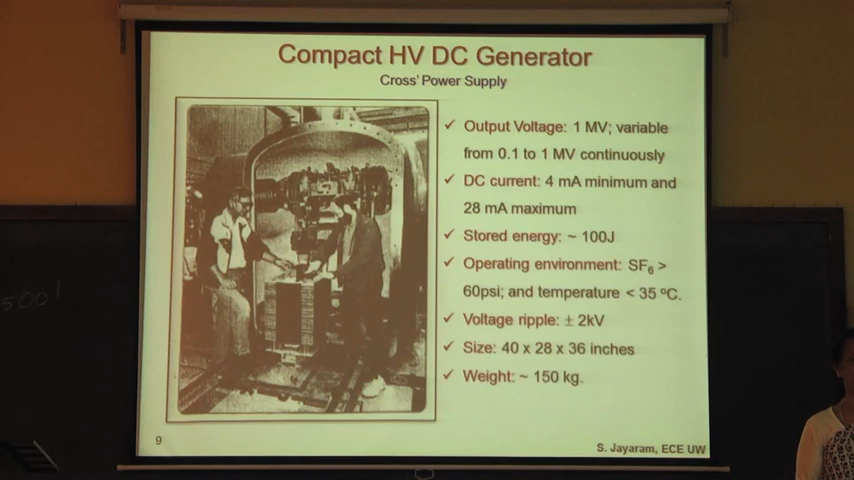 Compact HV DC Generator
Cross' Power Supply
✓ Output Voltage: 1 MV; variable
from 0.1 to 1 MV continuously
✓ DC current: 4 mA minimum and
28 mA maximum
✓ Stored energy: ~ 100J
✓ Operating environment: SF6 >
60psi; and temperature < 35 ºC.
✓ Voltage ripple: ± 2kV
✓ Size: 40 x 28 x 36 inches
✓ Weight: ~ 150 kg.
9
S. Jayaram, ECE UW